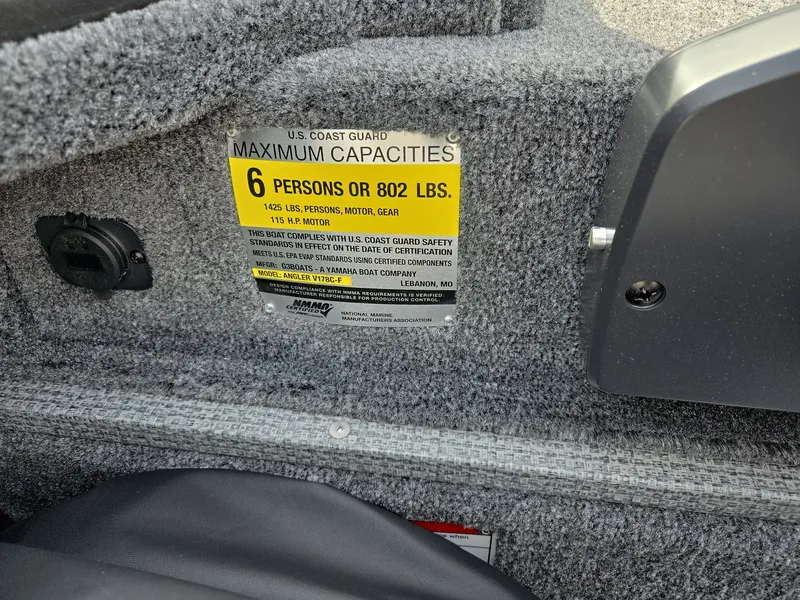 U.S. COAST GUARD
MAXIMUM CAPACITIES
6 PERSONS OR 802 LBS.
1425 LBS, PERSONS, MOTOR, GEAR
115 H.P. MOTOR
THIS BOAT COMPLIES WITH U.S. COAST GUARD SAFETY
STANDARDS IN EFFECT ON THE DATE OF CERTIFICATION
MEETS U.S. EPA EVAP STANDARDS USING CERTIFIED COMPONENTS
MFGR: G3BOATS - A YAMAHA BOAT COMPANY
MODEL: ANGLER V178C-F LEBANON, MO
DESIGN COMPLIANCE WITH NMMA REQUIREMENTS IS VERIFIED.
MANUFACTURER RESPONSIBLE FOR PRODUCTION CONTROL.
NMMA
CERTIFIED
NATIONAL MARINE
MANUFACTURERS ASSOCIATION
when